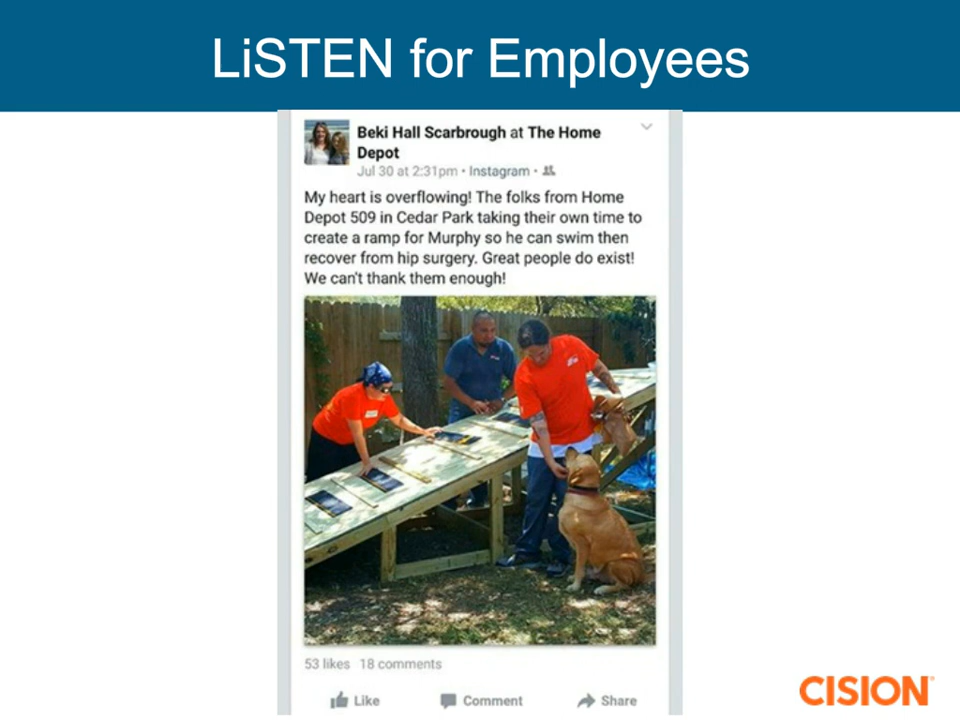 LiSTEN for Employees
Beki Hall Scarbrough at The Home
Depot
Jul 30 at 2:31pm • Instagram •
My heart is overflowing! The folks from Home
Depot 509 in Cedar Park taking their own time to
create a ramp for Murphy so he can swim then
recover from hip surgery. Great people do exist!
We can't thank them enough!
53 likes 18 comments
Like Comment Share
CISION®